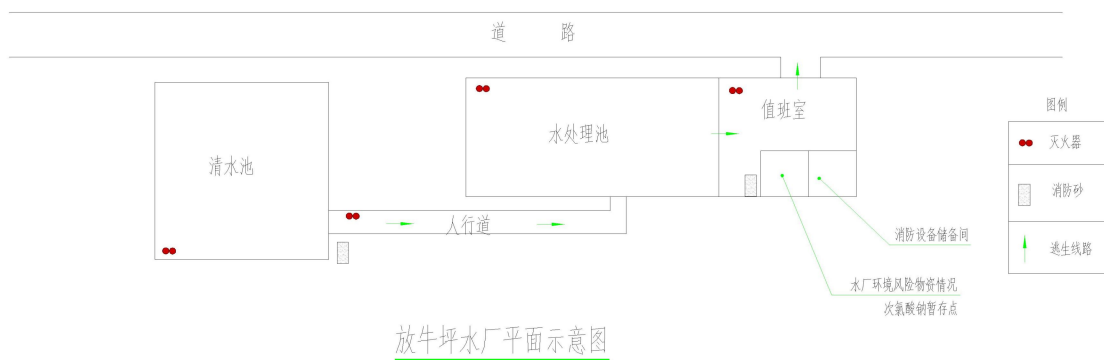 道 路
清水池
水处理池
值班室
人行道
消防设备储备间
水厂环境风险物资情况
次氯酸钠暂存点
图例
灭火器
消防砂
逃生线路
放牛坪水厂平面示意图